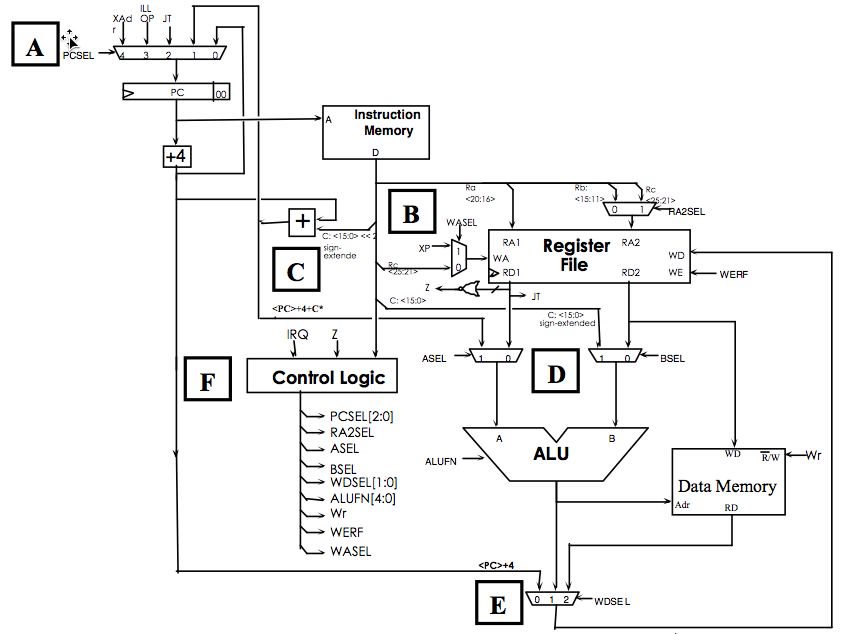 ILL
XAd OP JT
r
A
PCSEL
4 3 2 1 0
PC 00
Instruction
A Memory
D
+4
Ra
<20:16>
Rb:
<15:11>
Rc
<25:21>
0 1
RA2SEL
B
WASEL
+
C: <15:0> << 2
sign-
extende
XP
1
0
RA1 Register RA2
File
WA
WD
RD1 RD2 WE
WERF
C
Rc
<25:21>
Z
JT
C: <15:0>
<PC>+4+C*
C: <15:0>
sign-extended
IRQ Z
ASEL
1 0
D
1 0
BSEL
F
Control Logic
PCSEL[2:0]
RA2SEL
ASEL
BSEL
WDSEL[1:0]
ALUFN[4:0]
Wr
WERF
WASEL
A B
ALU
ALUFN
WD R/W
Wr
Data Memory
Adr RD
<PC>+4
E
0 1 2
WDSEL